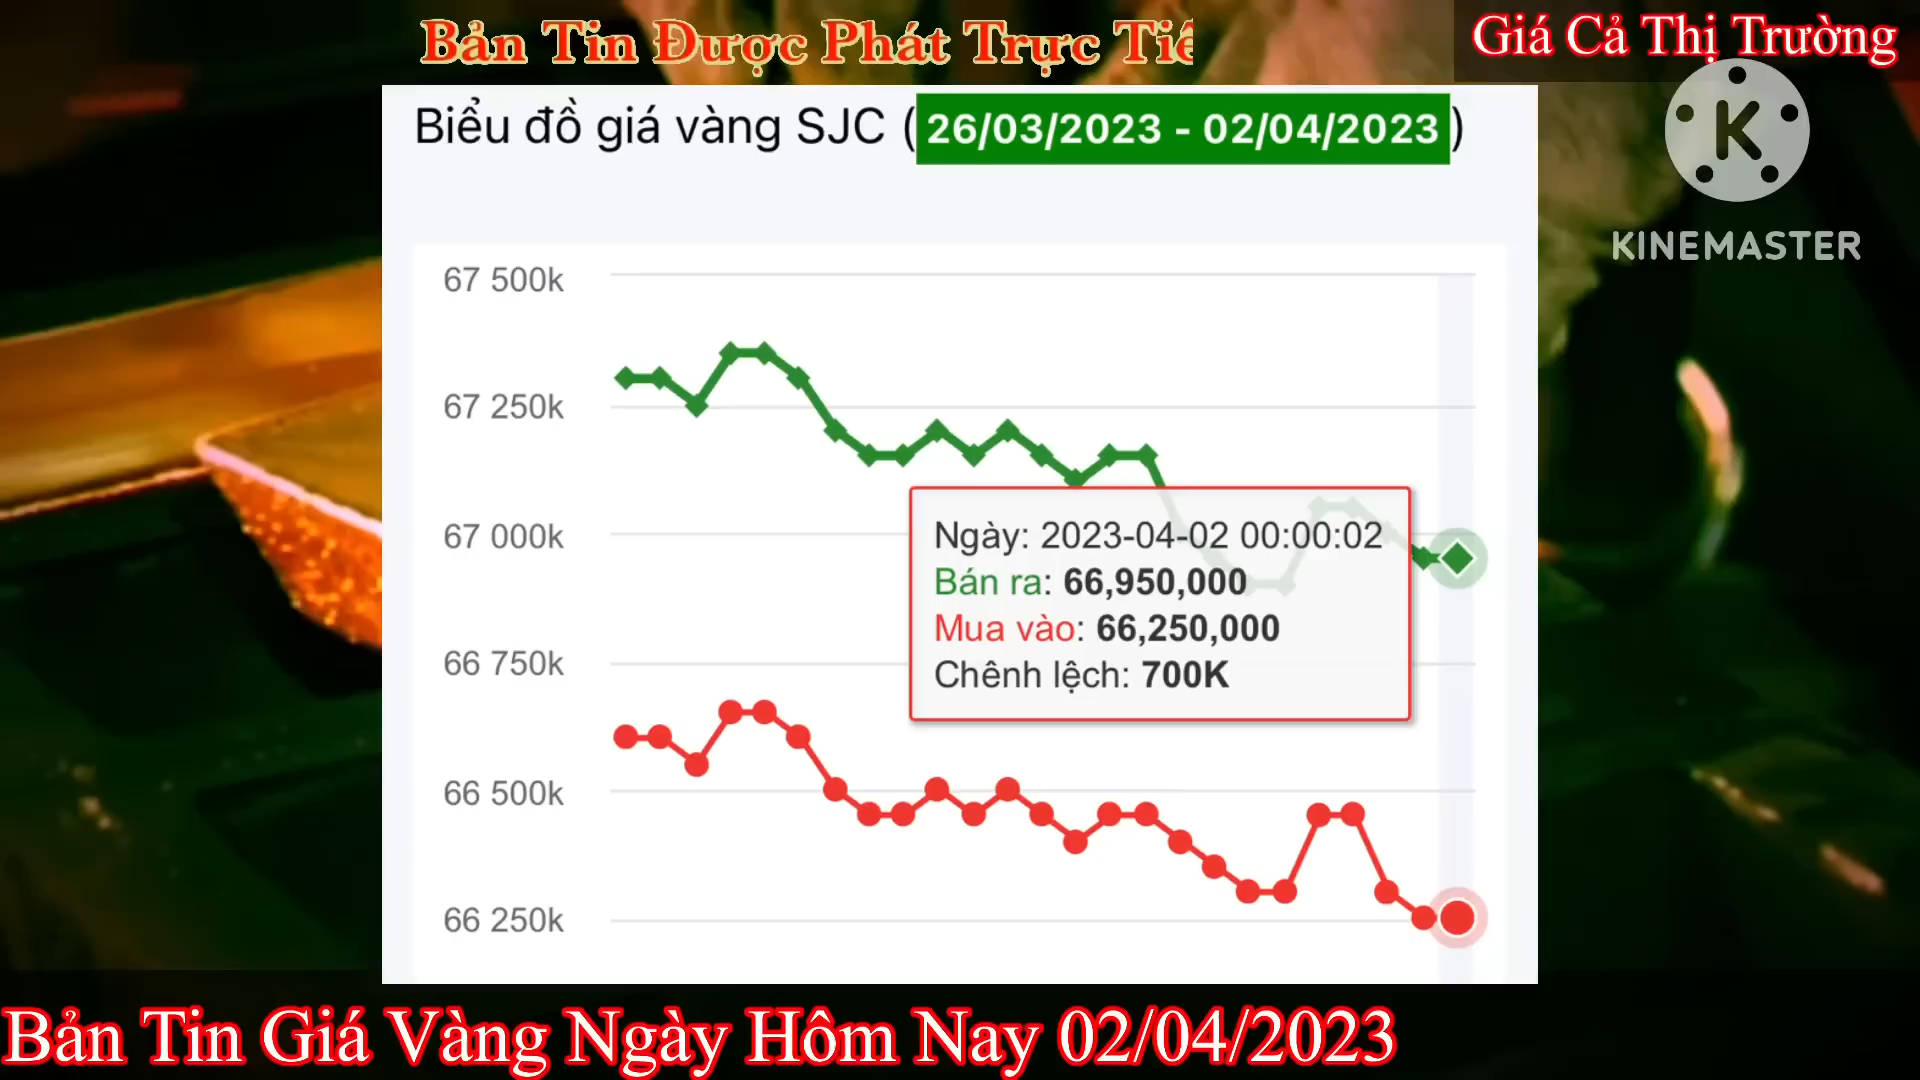 Bản Tin Được Phát Trực Tiế
Giá Cả Thị Trường
Biểu đồ giá vàng SJC (26/03/2023 - 02/04/2023)
K
KINEMASTER
67 500k
67 250k
67 000k
66 750k
66 500k
66 250k
Ngày: 2023-04-02 00:00:02
Bán ra: 66,950,000
Mua vào: 66,250,000
Chênh lệch: 700K
Bản Tin Giá Vàng Ngày Hôm Nay 02/04/2023